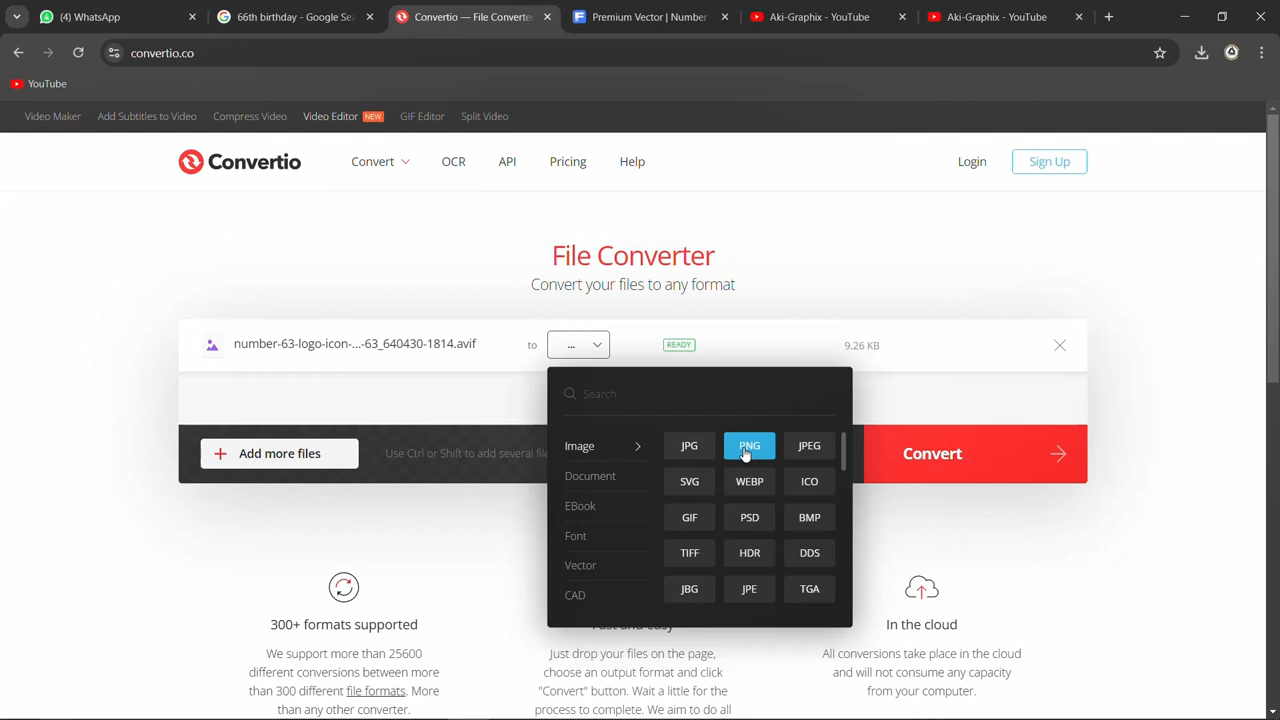 (4) WhatsApp
66th birthday - Google Se
Convertio — File Converte
Premium Vector | Number
Aki-Graphix - YouTube
Aki-Graphix - YouTube
convertio.co
YouTube
Video Maker Add Subtitles to Video Compress Video Video Editor NEW GIF Editor Split Video
Convertio Convert OCR API Pricing Help Login Sign Up
File Converter
Convert your files to any format
number-63-logo-icon-...-63_640430-1814.avif to ... READY 9.26 KB
Search
Image JPG PNG JPEG
Add more files Use Ctrl or Shift to add several file Convert
Document SVG WEBP ICO
EBook GIF PSD BMP
Font
Vector TIFF HDR DDS
CAD JBG JPE TGA
300+ formats supported
We support more than 25600
different conversions between more
than 300 different file formats. More
than any other converter.
Fast and easy
Just drop your files on the page,
choose an output format and click
"Convert" button. Wait a little for the
process to complete. We aim to do all
In the cloud
All conversions take place in the cloud
and will not consume any capacity
from your computer.